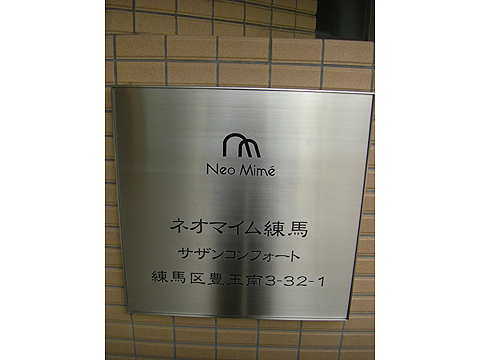 Neo Mimé
ネオマイム練馬
サザンコンフォート
練馬区豊玉南3-32-1